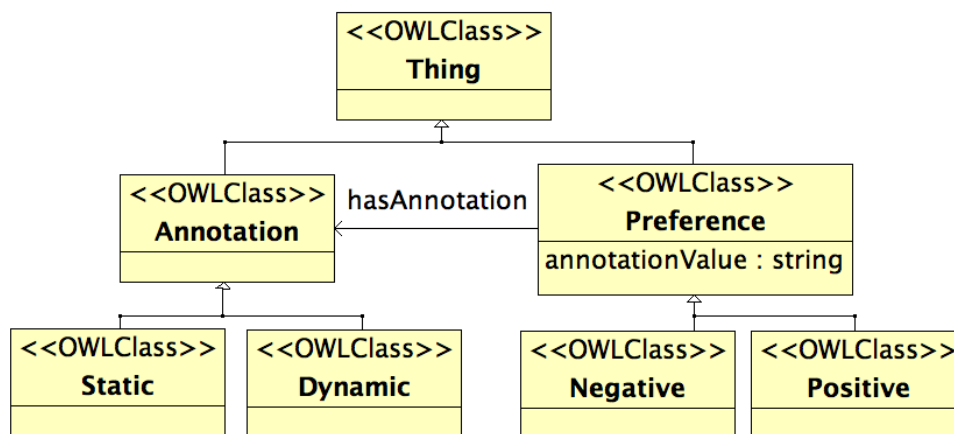 <<OWLClass>>
Thing
<<OWLClass>>
Annotation
hasAnnotation
<<OWLClass>>
Preference
annotationValue : string
<<OWLClass>>
Static
<<OWLClass>>
Dynamic
<<OWLClass>>
Negative
<<OWLClass>>
Positive